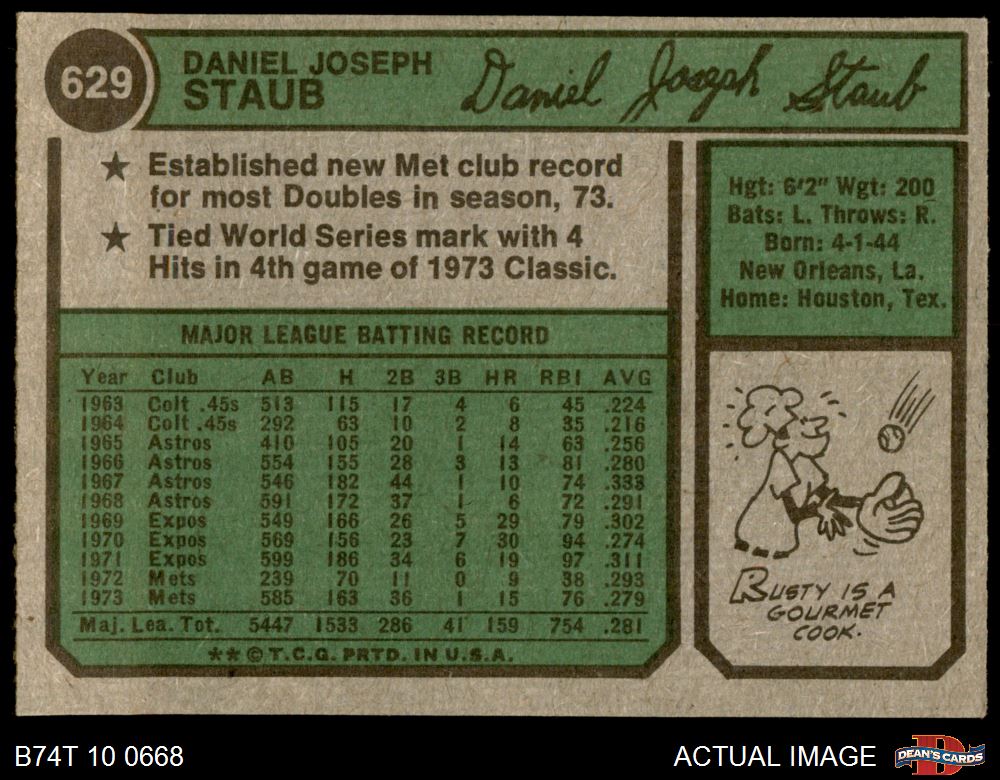 629
DANIEL JOSEPH
STAUB
Daniel Joseph Staub
★ Established new Met club record
for most Doubles in season, 73.
★ Tied World Series mark with 4
Hits in 4th game of 1973 Classic.
Hgt: 6'2" Wgt: 200
Bats: L. Throws: R.
Born: 4-1-44
New Orleans, La.
Home: Houston, Tex.
MAJOR LEAGUE BATTING RECORD
Year Club AB H 2B 3B HR RBI AVG
1963 Colt .45s 513 115 17 4 6 45 .224
1964 Colt .45s 292 63 10 2 8 35 .216
1965 Astros 410 105 20 1 14 63 .256
1966 Astros 554 155 28 3 13 81 .280
1967 Astros 546 182 44 1 10 74 .333
1968 Astros 591 172 37 1 6 72 .291
1969 Expos 549 166 26 5 29 79 .302
1970 Expos 569 156 23 7 30 94 .274
1971 Expos 599 186 34 6 19 97 .311
1972 Mets 239 70 11 0 9 38 .293
1973 Mets 585 163 36 1 15 76 .279
Maj. Lea. Tot. 5447 1533 286 41 159 754 .281
** © T.C.G. PRTD. IN U.S.A.
RUSTY IS A
GOURMET
COOK.
B74T 10 0668
ACTUAL IMAGE
D
DEAN'S CARDS